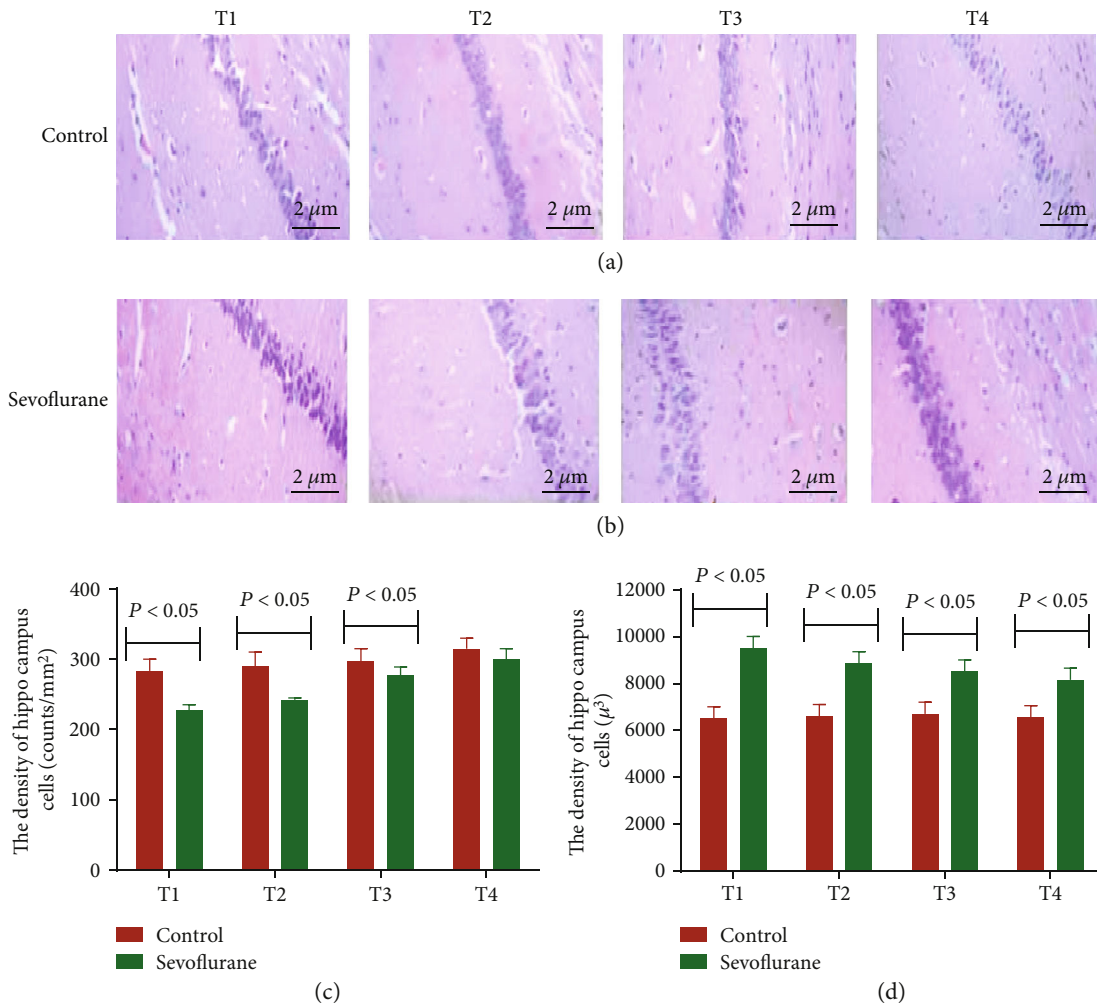 T1 T2 T3 T4
Control
2 μm 2 μm 2 μm 2 μm
(a)
Sevoflurane
2 μm 2 μm 2 μm 2 μm
(b)
The density of hippo campus
cells (counts/mm²)
400
300
200
100
0
P < 0.05 P < 0.05 P < 0.05
T1 T2 T3 T4
Control
Sevoflurane
(c)
The density of hippo campus
cells (μ³)
12000
10000
8000
6000
4000
2000
0
P < 0.05 P < 0.05 P < 0.05 P < 0.05
T1 T2 T3 T4
Control
Sevoflurane
(d)